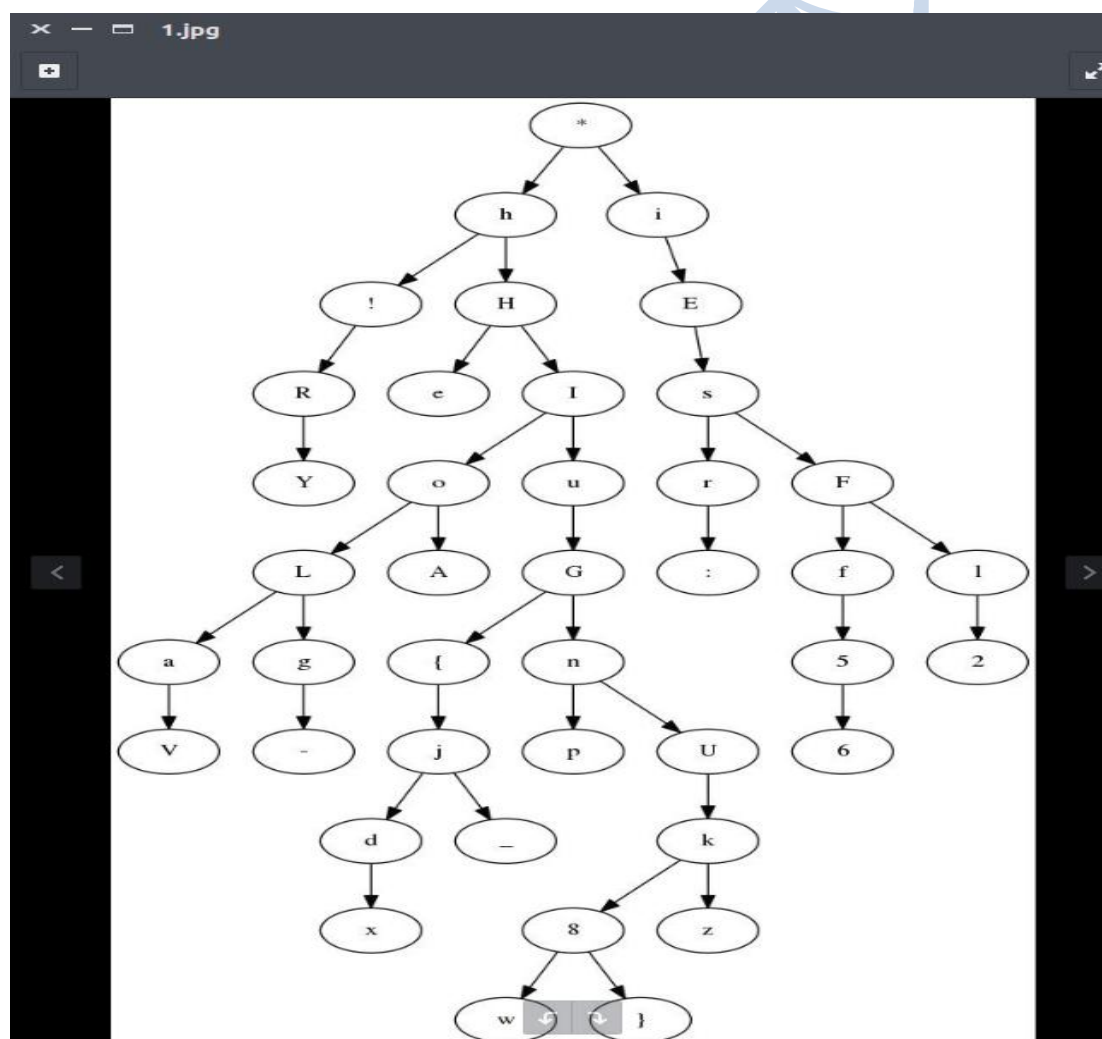 1.jpg
*
h i
! H E
R e I s
Y o u r F
L A G : f l
a g { n 5 2
V - j p U 6
d _ k
x 8 z
w }